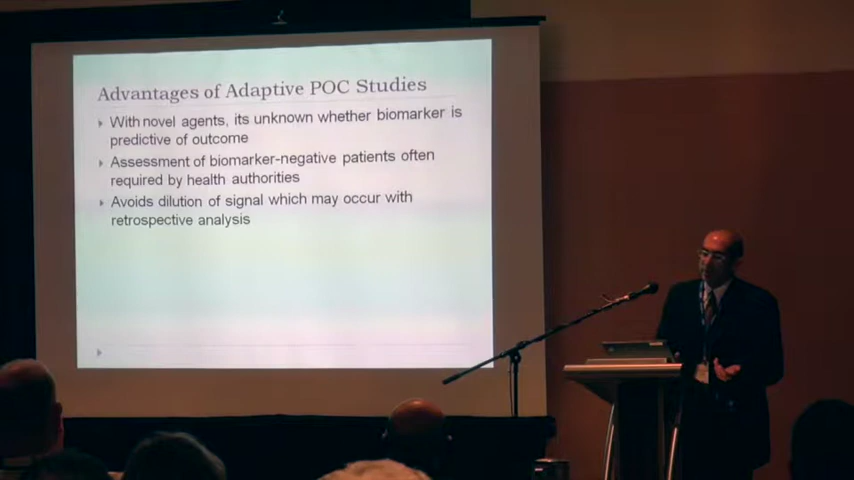 Advantages of Adaptive POC Studies
With novel agents, its unknown whether biomarker is
predictive of outcome
Assessment of biomarker-negative patients often
required by health authorities
Avoids dilution of signal which may occur with
retrospective analysis